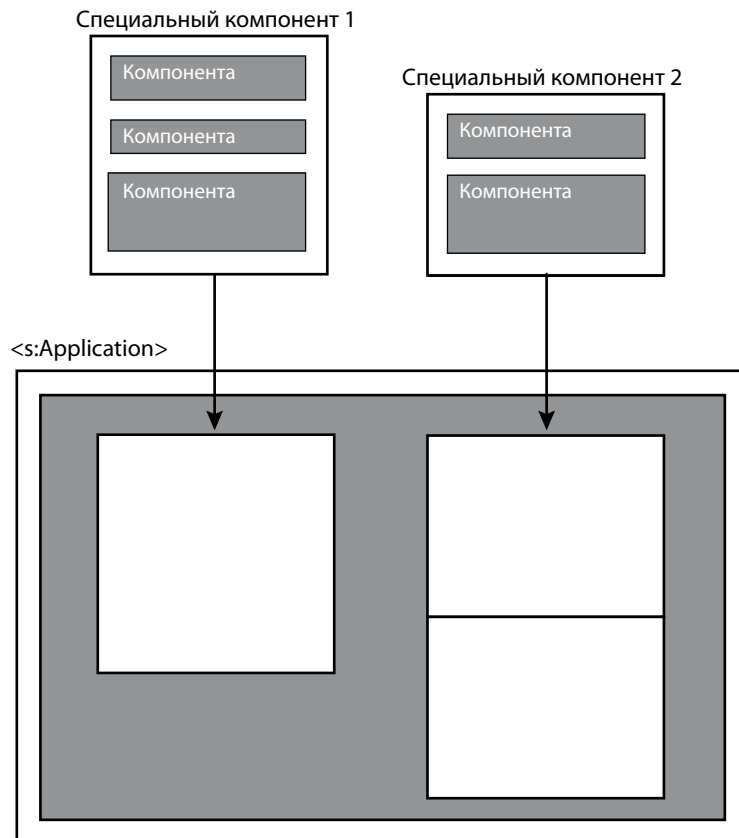 Специальный компонент 1
Компонента
Компонента
Компонента
Специальный компонент 2
Компонента
Компонента
<s:Application>